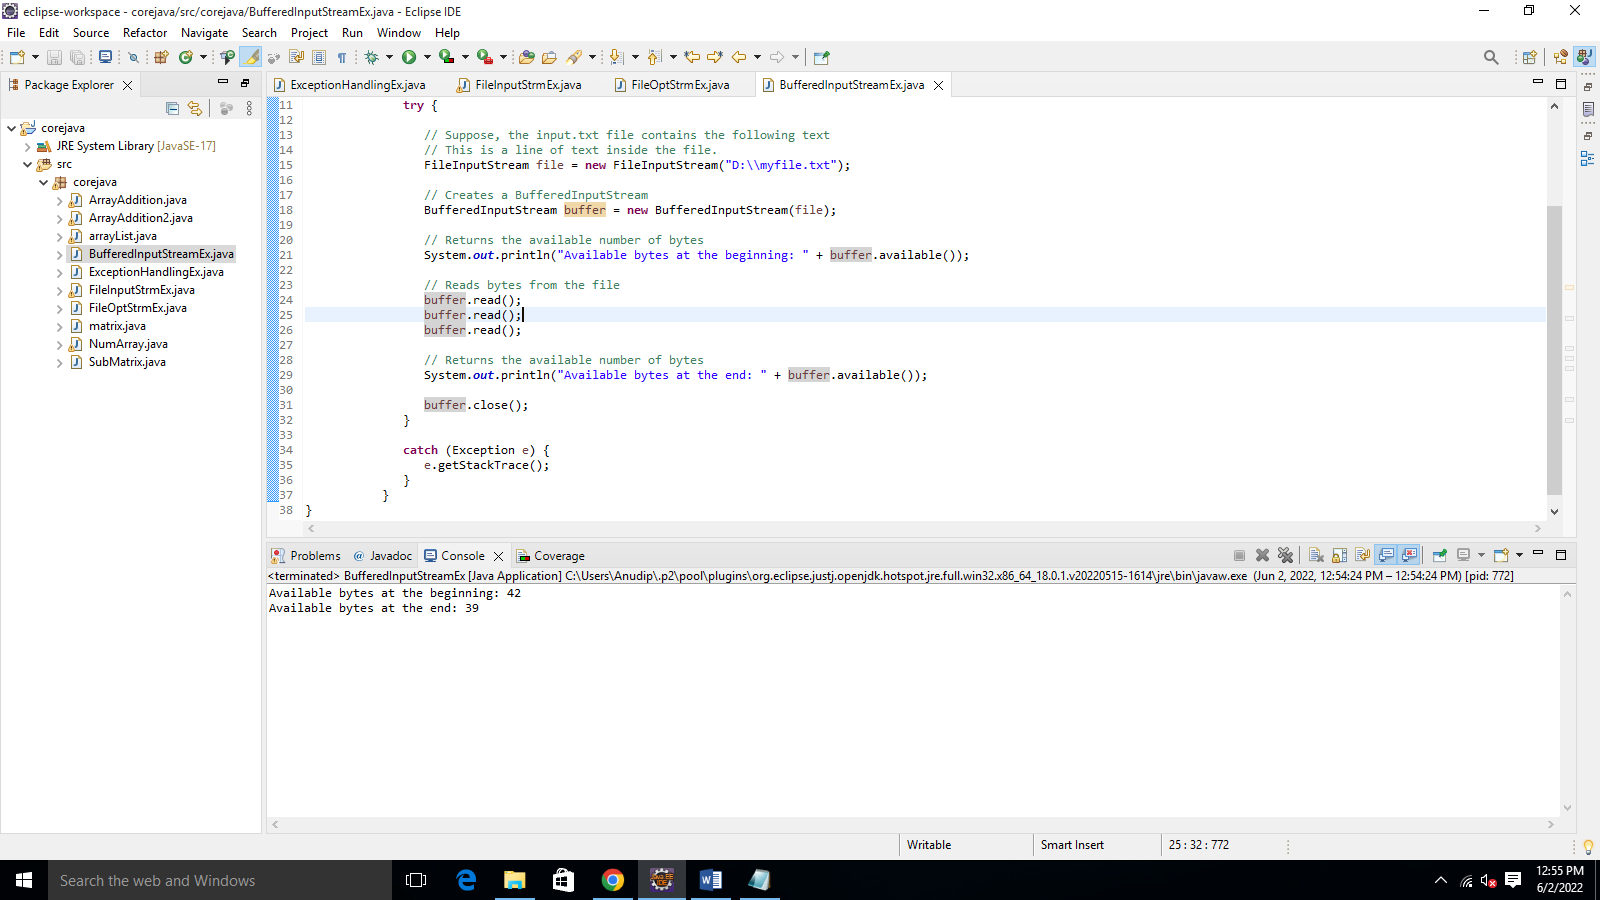 eclipse-workspace - corejava/src/corejava/BufferedInputStreamEx.java - Eclipse IDE
File Edit Source Refactor Navigate Search Project Run Window Help
Package Explorer
corejava
JRE System Library [JavaSE-17]
src
corejava
ArrayAddition.java
ArrayAddition2.java
arrayList.java
BufferedInputStreamEx.java
ExceptionHandlingEx.java
FileInputStrmEx.java
FileOptStrmEx.java
matrix.java
NumArray.java
SubMatrix.java
ExceptionHandlingEx.java FileInputStrmEx.java FileOptStrmEx.java BufferedInputStreamEx.java
11 try {
12
13 // Suppose, the input.txt file contains the following text
14 // This is a line of text inside the file.
15 FileInputStream file = new FileInputStream("D:\\myfile.txt");
16
17 // Creates a BufferedInputStream
18 BufferedInputStream buffer = new BufferedInputStream(file);
19
20 // Returns the available number of bytes
21 System.out.println("Available bytes at the beginning: " + buffer.available());
22
23 // Reads bytes from the file
24 buffer.read();
25 buffer.read();
26 buffer.read();
27
28 // Returns the available number of bytes
29 System.out.println("Available bytes at the end: " + buffer.available());
30
31 buffer.close();
32 }
33
34 catch (Exception e) {
35 e.getStackTrace();
36 }
37 }
38 }
Problems @ Javadoc Console Coverage
<terminated> BufferedInputStreamEx [Java Application] C:\Users\Anudip\.p2\pool\plugins\org.eclipse.justj.openjdk.hotspot.jre.full.win32.x86_64_18.0.1.v20220515-1614\jre\bin\javaw.exe (Jun 2, 2022, 12:54:24 PM – 12:54:24 PM) [pid: 772]
Available bytes at the beginning: 42
Available bytes at the end: 39
Writable Smart Insert 25 : 32 : 772
Search the web and Windows
12:55 PM
6/2/2022